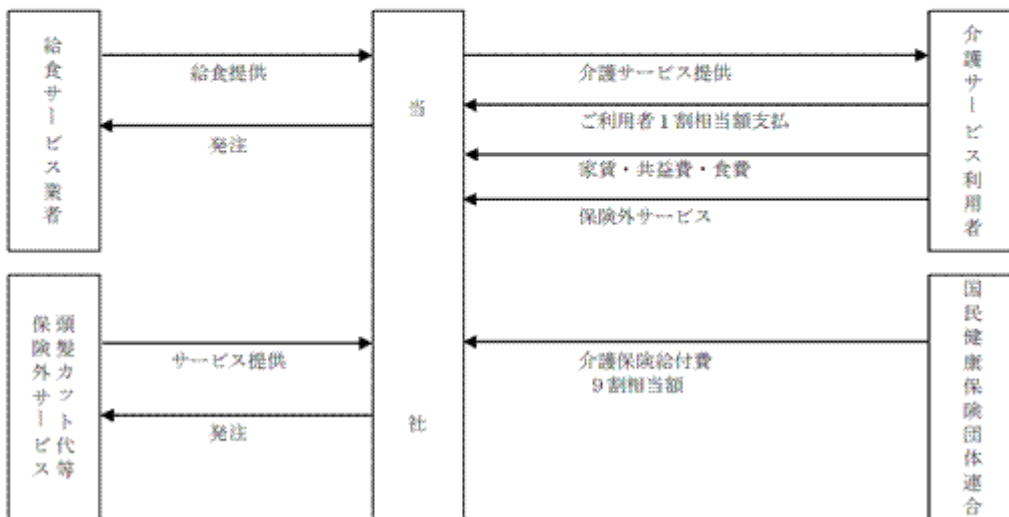 給食サービス業者
給食提供
発注
当社
介護サービス提供
ご利用者1割相当額支払
家賃・共益費・食費
保険外サービス
介護サービス利用者
頭髪カット代等
保険外サービス
サービス提供
発注
介護保険給付費
9割相当額
国民健康保険団体連合